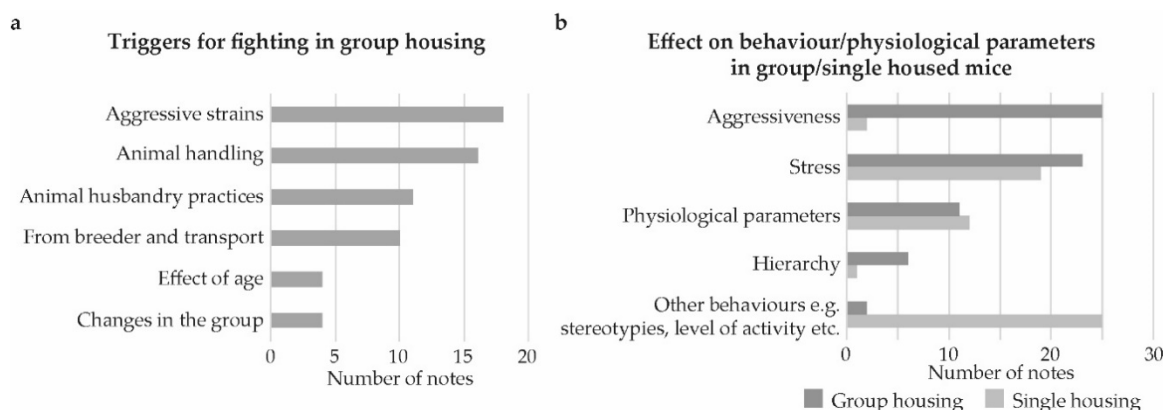 a
Triggers for fighting in group housing
Aggressive strains
Animal handling
Animal husbandry practices
From breeder and transport
Effect of age
Changes in the group
0 5 10 15 20
Number of notes
b
Effect on behaviour/physiological parameters
in group/single housed mice
Aggressiveness
Stress
Physiological parameters
Hierarchy
Other behaviours e.g.
stereotypies, level of activity etc.
0 10 20 30
Number of notes
Group housing Single housing